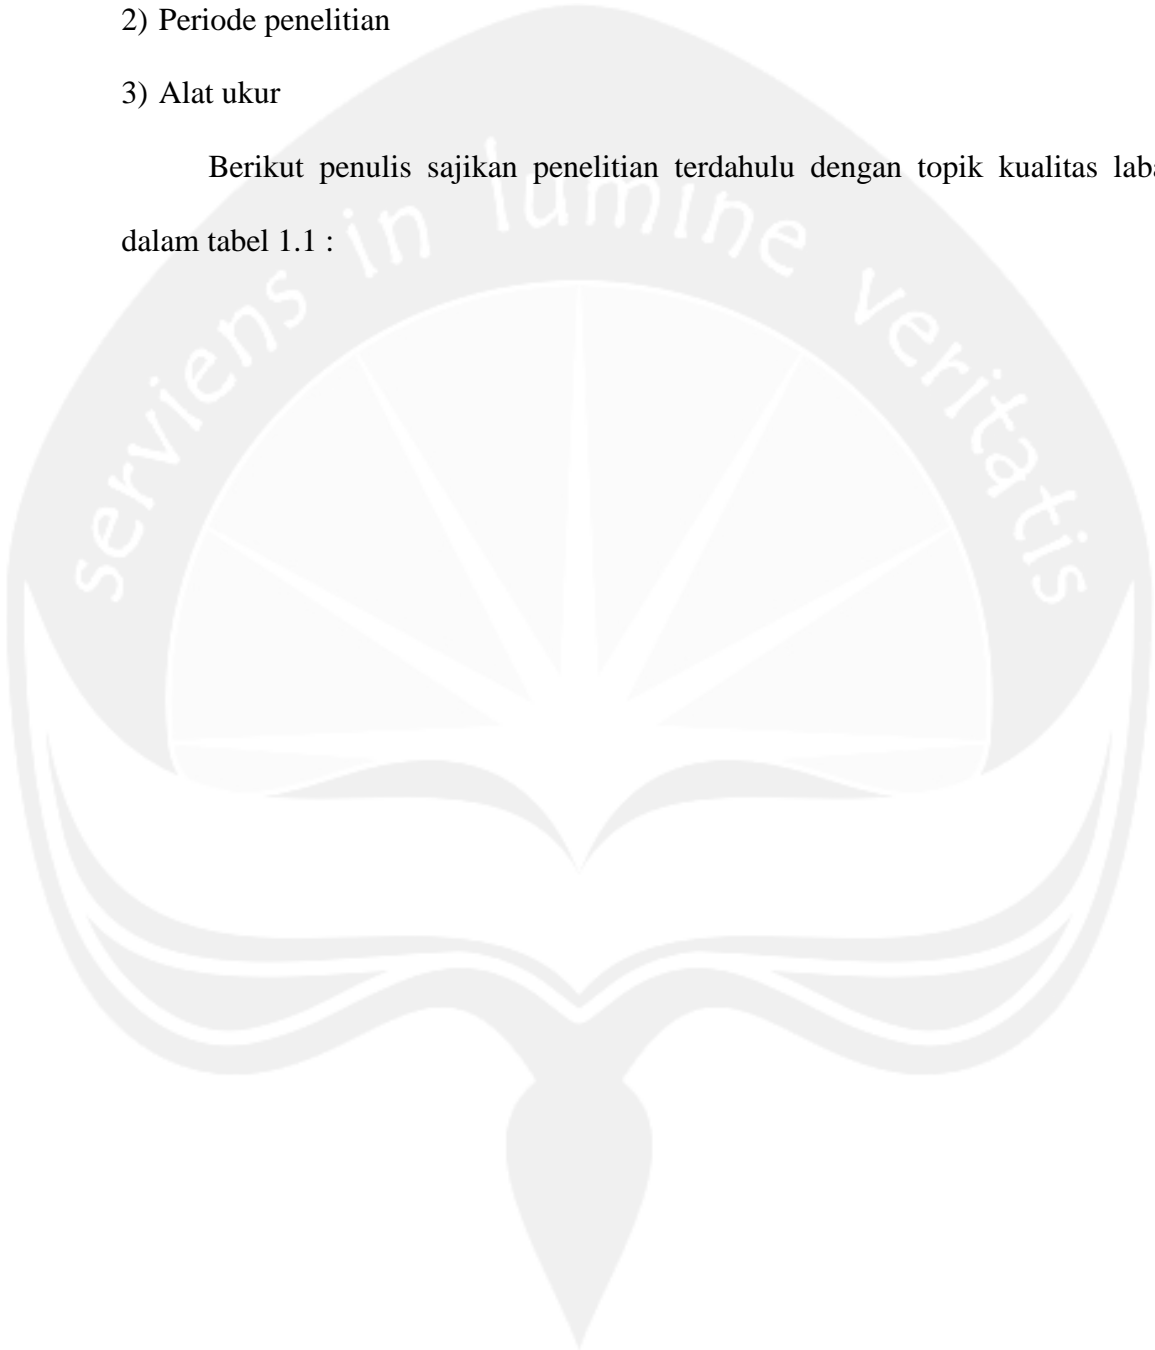 2) Periode penelitian
3) Alat ukur
Berikut penulis sajikan penelitian terdahulu dengan topik kualitas laba
dalam tabel 1.1 :
serviens in lumine veritatis